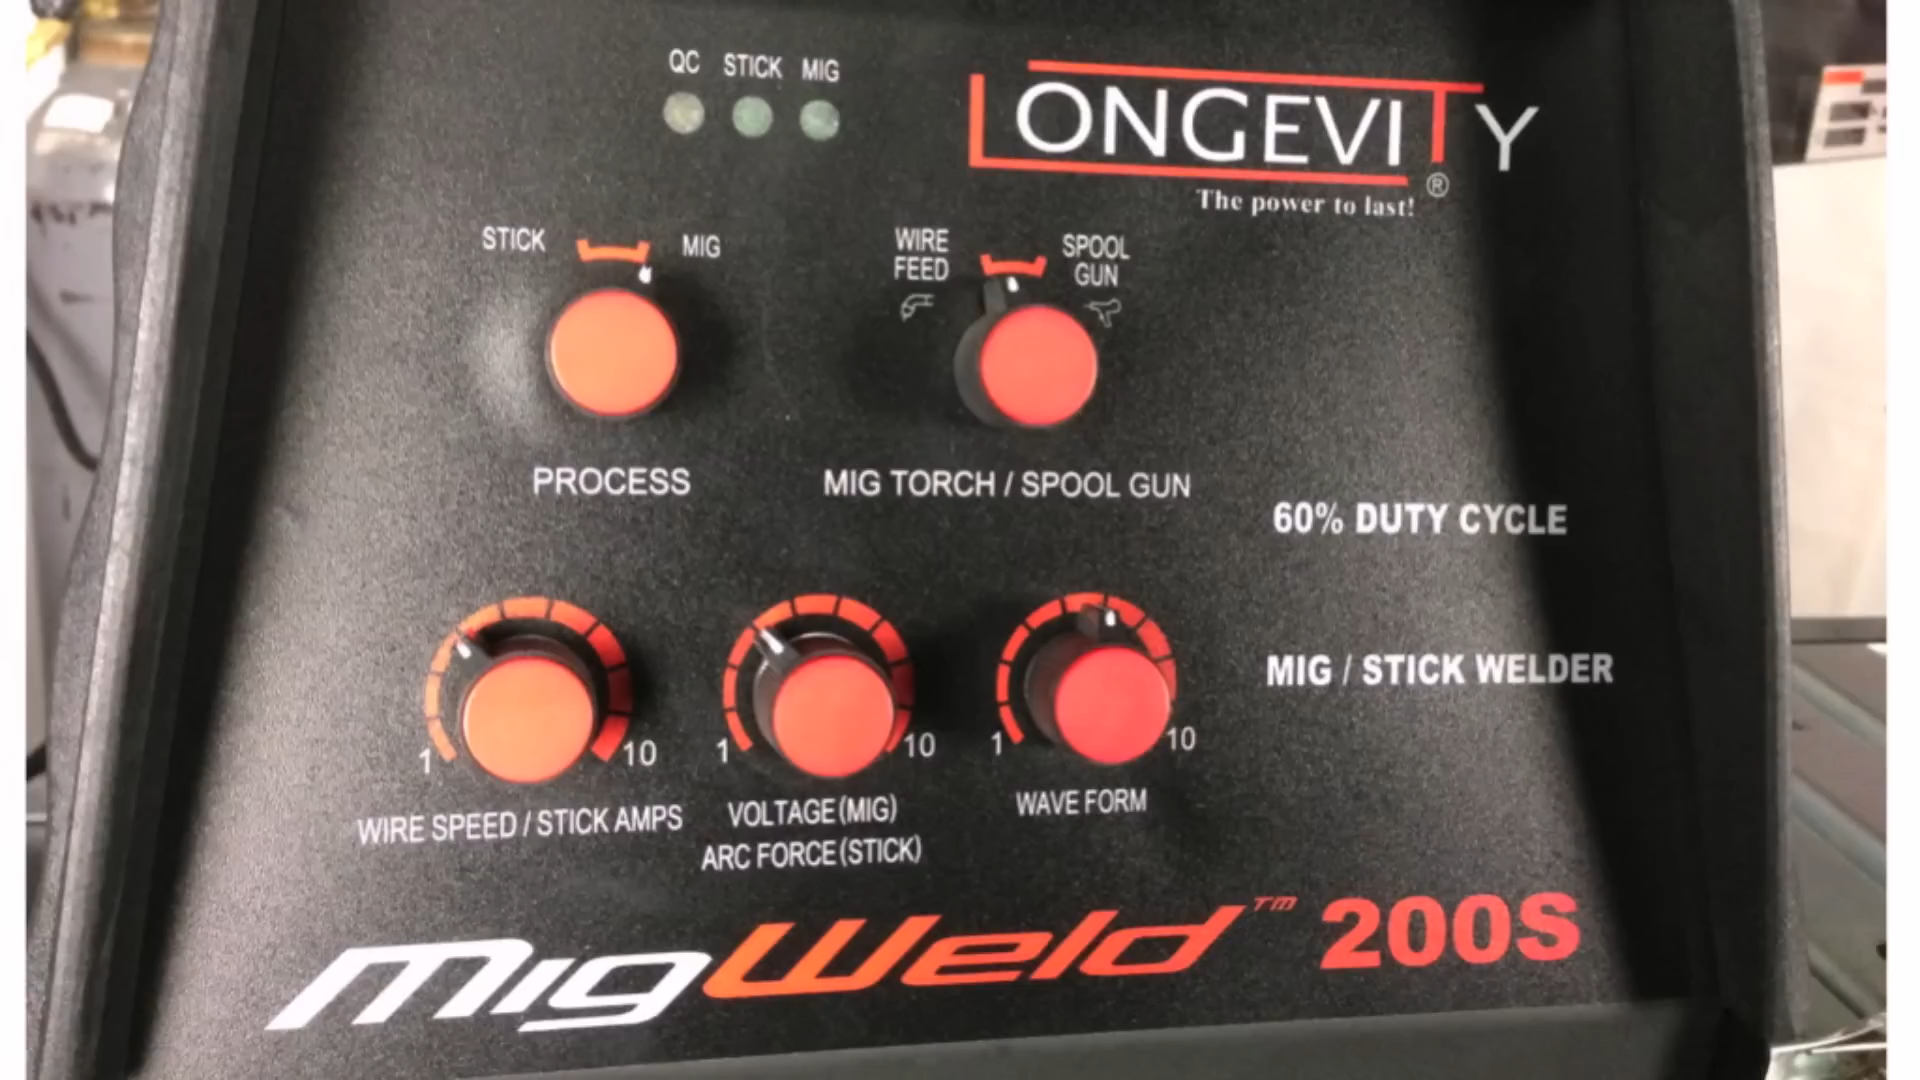 QC STICK MIG
LONGEVITY®
The power to last!
STICK MIG
WIRE FEED
SPOOL GUN
PROCESS
MIG TORCH / SPOOL GUN
60% DUTY CYCLE
MIG / STICK WELDER
1 10
1 10
1 10
WIRE SPEED / STICK AMPS
VOLTAGE (MIG)
ARC FORCE (STICK)
WAVE FORM
MigWeld™ 200S